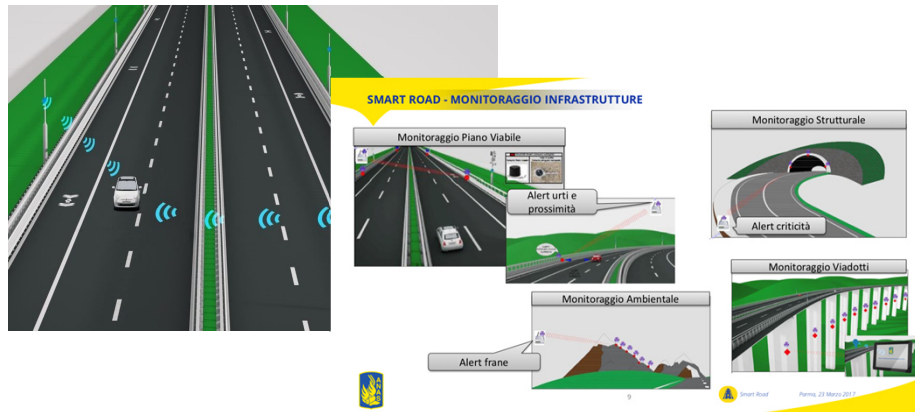 SMART ROAD - MONITORAGGIO INFRASTRUTTURE
Monitoraggio Piano Viabile
Monitoraggio Strutturale
Alert urti e
prossimità
Alert criticità
Monitoraggio Viadotti
Monitoraggio Ambientale
Alert frane
ANAS
9
Smart Road
Parma, 23 Marzo 2017